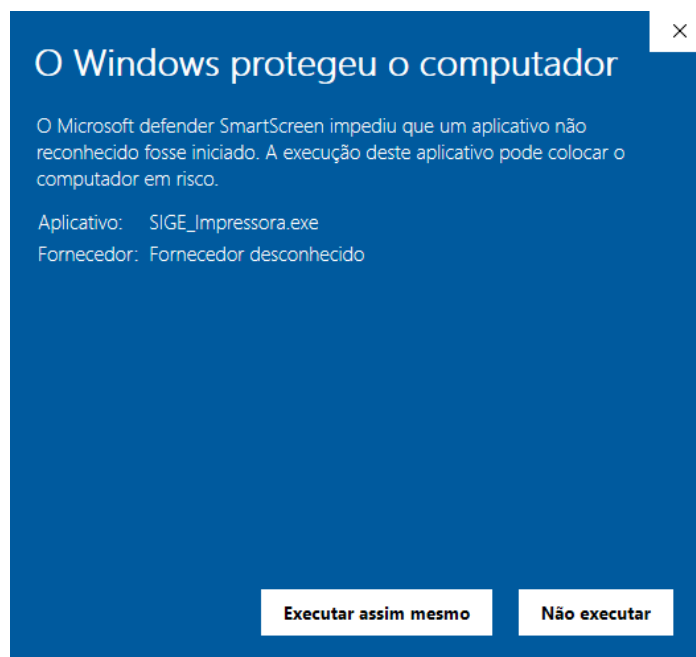 O Windows protegeu o computador
O Microsoft defender SmartScreen impediu que um aplicativo não
reconhecido fosse iniciado. A execução deste aplicativo pode colocar o
computador em risco.
Aplicativo: SIGE_Impressora.exe
Fornecedor: Fornecedor desconhecido
Executar assim mesmo
Não executar